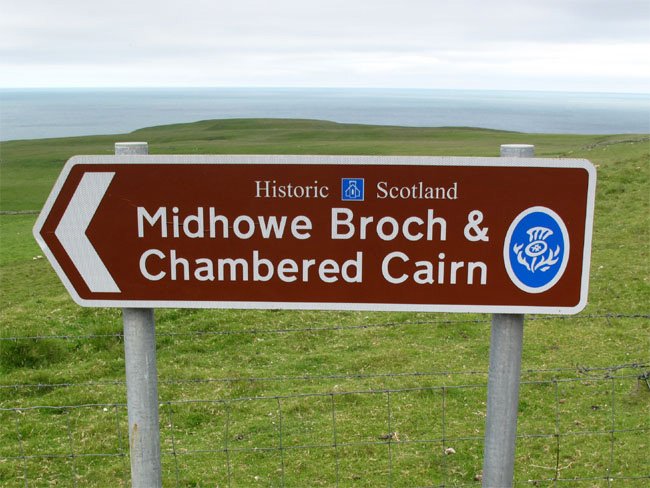 Historic Scotland
Midhowe Broch &
Chambered Cairn